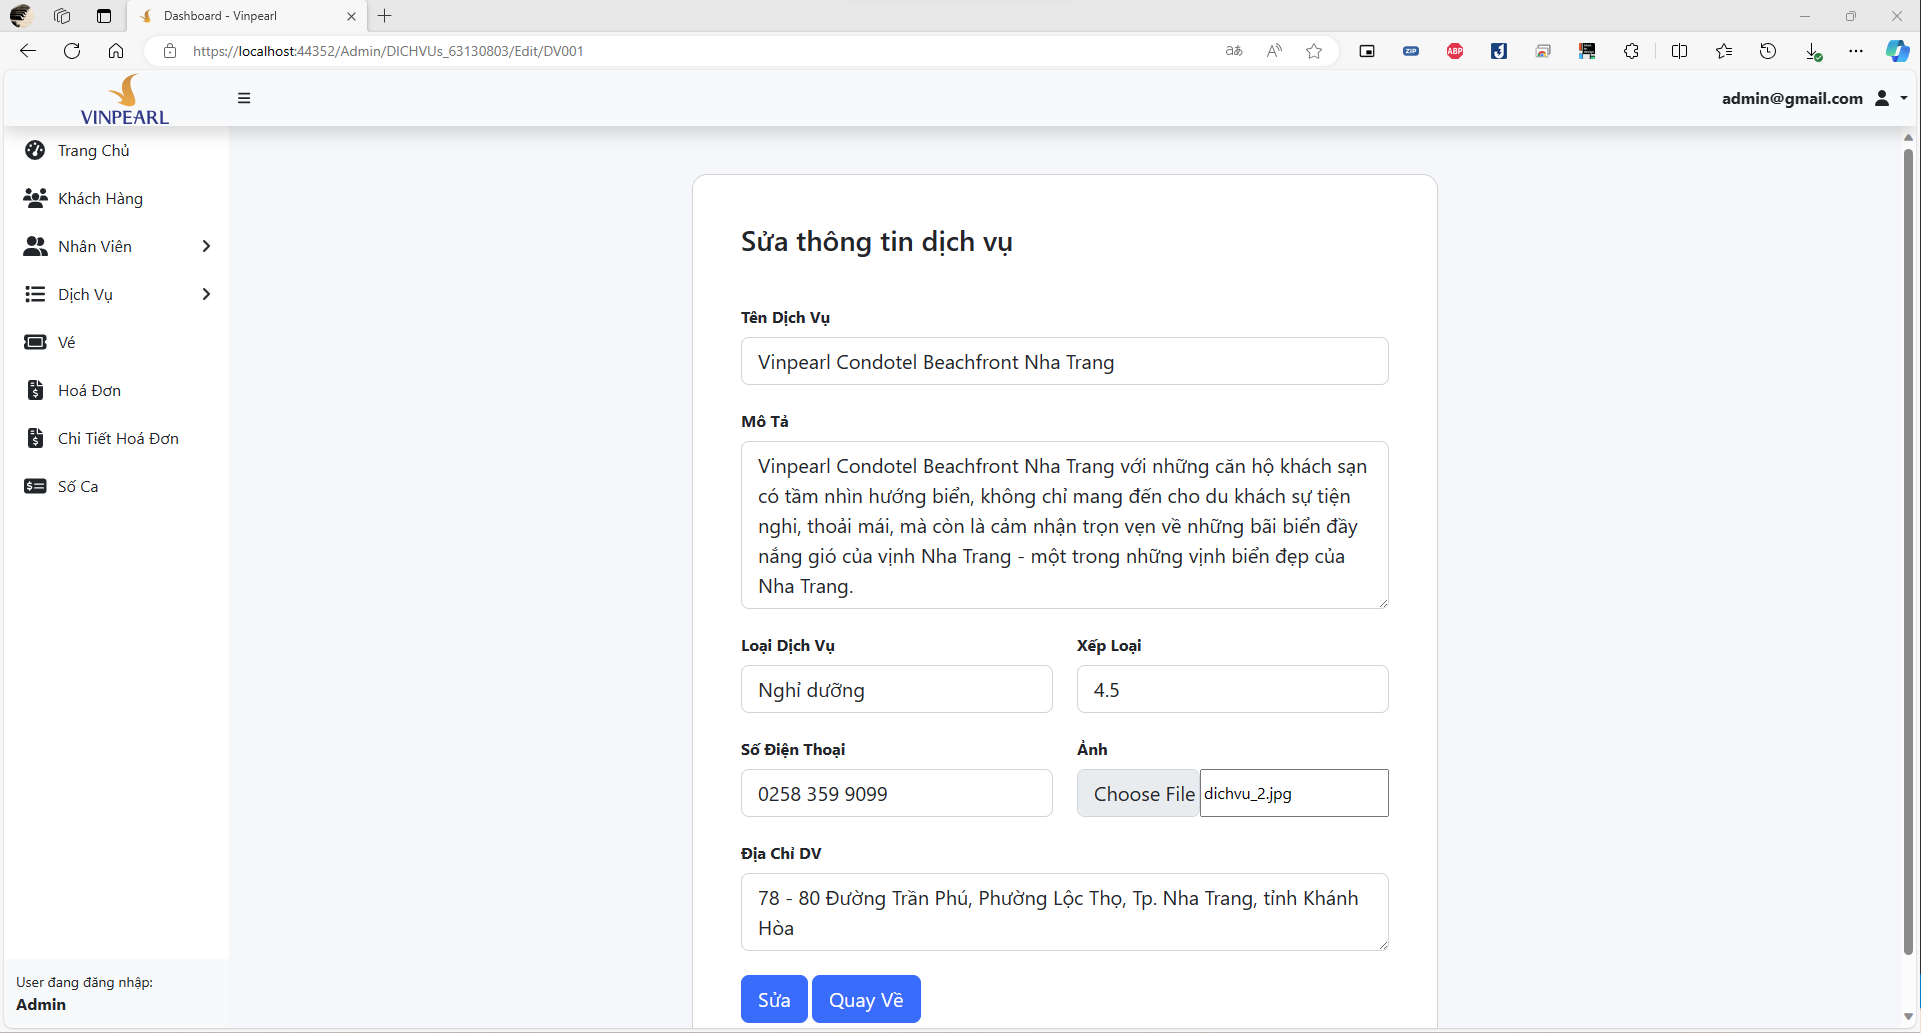 Dashboard - Vinpearl
https://localhost:44352/Admin/DICHVUs_63130803/Edit/DV001
VINPEARL
admin@gmail.com
Trang Chủ
Khách Hàng
Nhân Viên
Dịch Vụ
Vé
Hoá Đơn
Chi Tiết Hoá Đơn
Số Ca
User đang đăng nhập:
Admin
Sửa thông tin dịch vụ
Tên Dịch Vụ
Vinpearl Condotel Beachfront Nha Trang
Mô Tả
Vinpearl Condotel Beachfront Nha Trang với những căn hộ khách sạn
có tầm nhìn hướng biển, không chỉ mang đến cho du khách sự tiện
nghi, thoải mái, mà còn là cảm nhận trọn vẹn về những bãi biển đầy
nắng gió của vịnh Nha Trang - một trong những vịnh biển đẹp của
Nha Trang.
Loại Dịch Vụ
Xếp Loại
Nghỉ dưỡng
4.5
Số Điện Thoại
Ảnh
0258 359 9099
Choose File dichvu_2.jpg
Địa Chỉ DV
78 - 80 Đường Trần Phú, Phường Lộc Thọ, Tp. Nha Trang, tỉnh Khánh
Hòa
Sửa
Quay Về